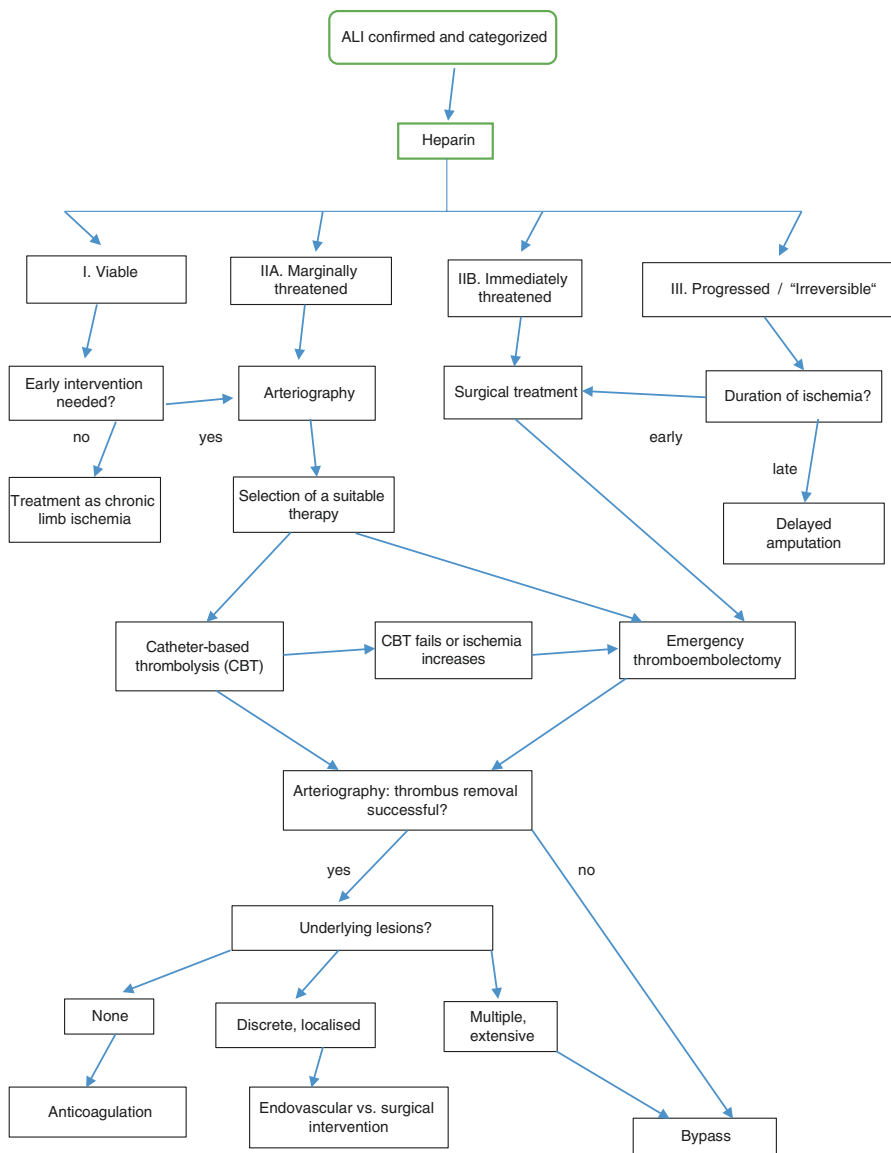 ALI confirmed and categorized
Heparin
I. Viable
IIA. Marginally
threatened
IIB. Immediately
threatened
III. Progressed / “Irreversible“
Early intervention
needed?
Arteriography
Surgical treatment
Duration of ischemia?
no
yes
early
late
Treatment as chronic
limb ischemia
Selection of a suitable
therapy
Delayed
amputation
Catheter-based
thrombolysis (CBT)
CBT fails or ischemia
increases
Emergency
thromboembolectomy
Arteriography: thrombus removal
successful?
yes
no
Underlying lesions?
None
Discrete, localised
Multiple,
extensive
Anticoagulation
Endovascular vs. surgical
intervention
Bypass